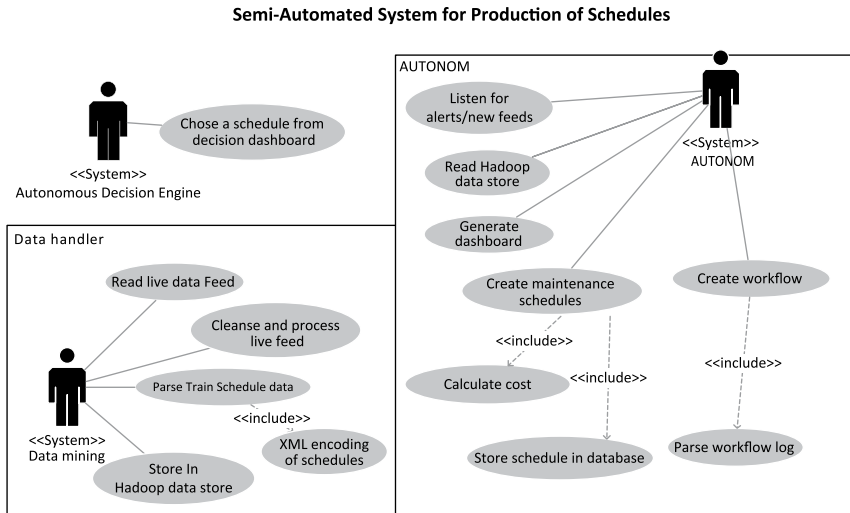 Semi-Automated System for Production of Schedules
Chose a schedule from
decision dashboard
<<System>>
Autonomous Decision Engine
AUTONOM
Listen for
alerts/new feeds
<<System>>
AUTONOM
Read Hadoop
data store
Generate
dashboard
Create maintenance
schedules
Create workflow
<<include>>
<<include>>
<<include>>
Calculate cost
Store schedule in database
Parse workflow log
Data handler
Read live data Feed
Cleanse and process
live feed
Parse Train Schedule data
<<include>>
<<System>>
Data mining
XML encoding
of schedules
Store In
Hadoop data store